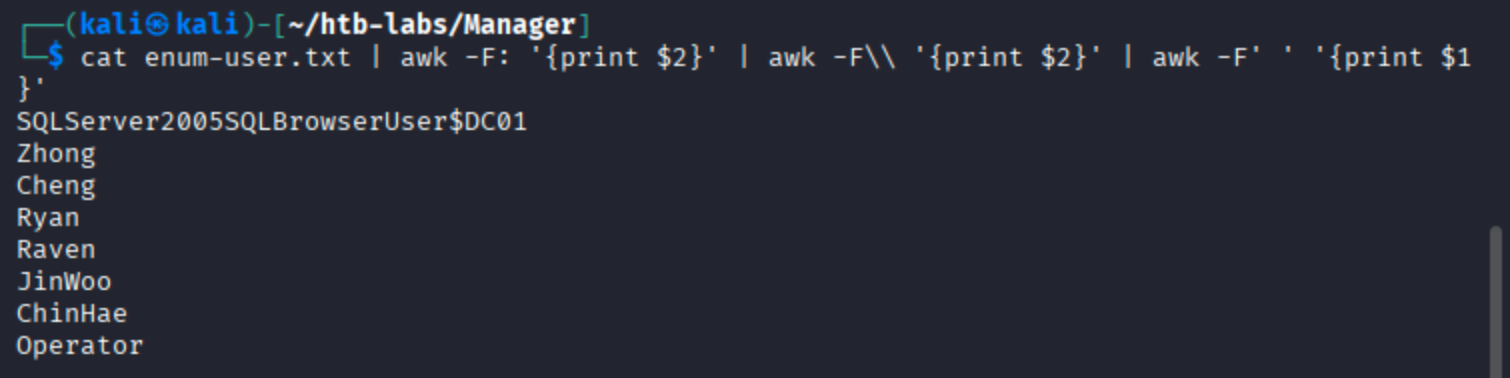 ┌──(kali㉿kali)-[~/htb-labs/Manager]
└─$ cat enum-user.txt | awk -F: '{print $2}' | awk -F\\ '{print $2}' | awk -F' ' '{print $1
}'
SQLServer2005SQLBrowserUser$DC01
Zhong
Cheng
Ryan
Raven
JinWoo
ChinHae
Operator